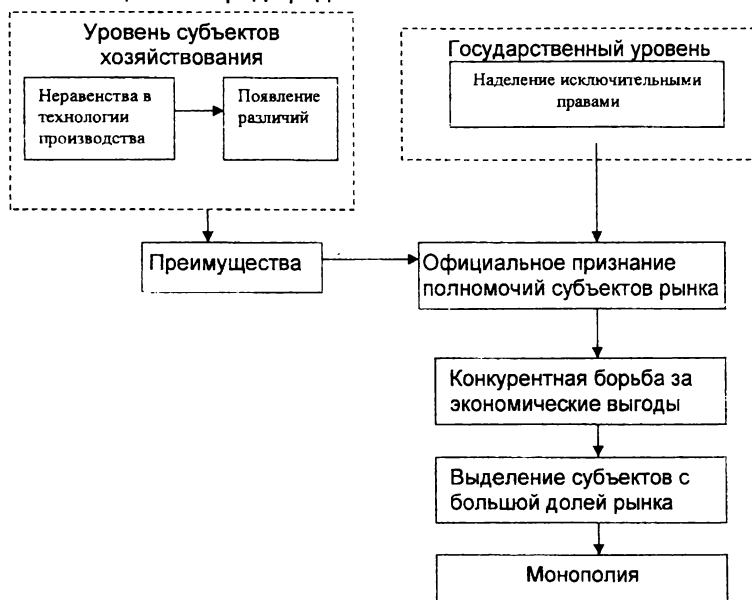 Уровень субъектов
хозяйствования
Неравенства в
технологии
производства
Появление
различий
Государственный уровень
Наделение исключительными
правами
Преимущества
Официальное признание
полномочий субъектов рынка
Конкурентная борьба за
экономические выгоды
Выделение субъектов с
большой долей рынка
Монополия